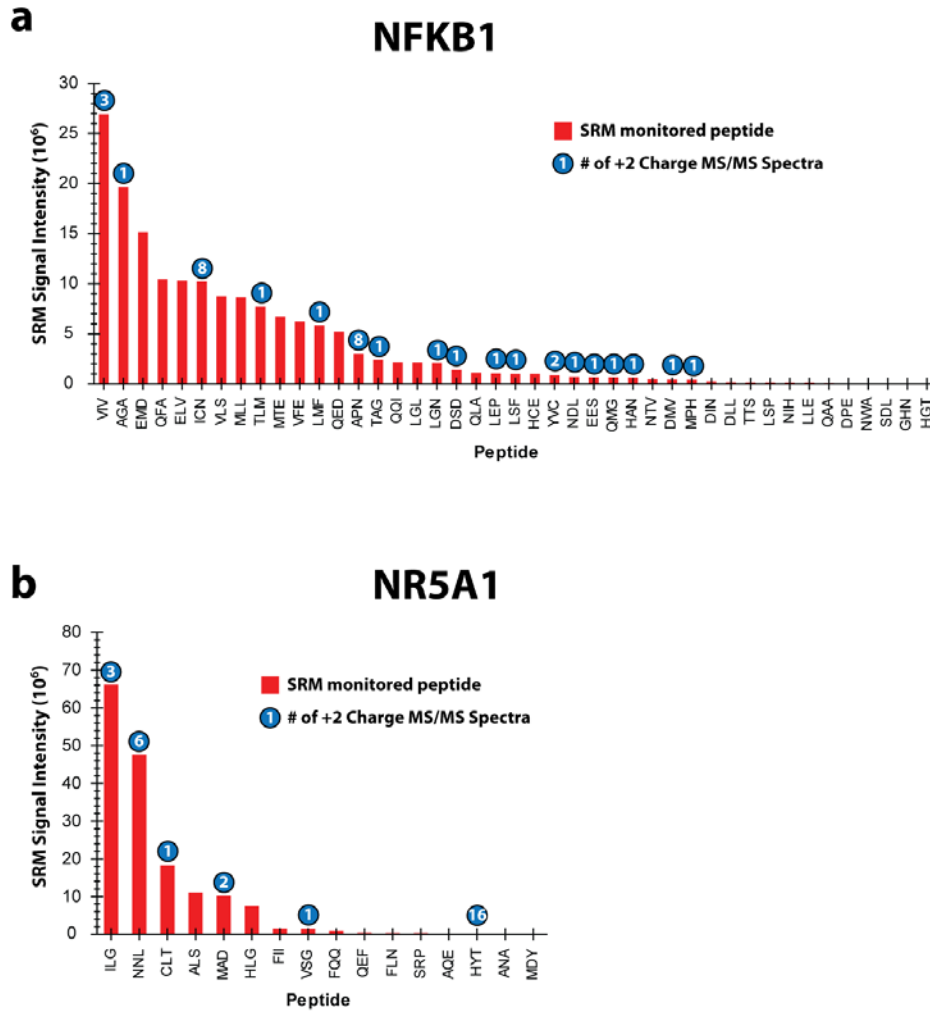 a
NFKB1
SRM Signal Intensity (10⁶)
30
25
20
15
10
5
0
3
1
8
1
1
8
1
1
1
1
1
2
1
1
1
1
1
1
SRM monitored peptide
1 # of +2 Charge MS/MS Spectra
VIV AGA EMD QFA ELV ICN VLS MLL TLM MTE VFE LMF QED APN TAG QQI LGL LGN DSD QLA LEP LSF HCE YVC NDL EES QMG HAN NTV DMV MPH DIN DLL TTS LSP NIH LLE QAA DPE NWA SDL GHN HGT
Peptide
b
NR5A1
SRM Signal Intensity (10⁶)
80
70
60
50
40
30
20
10
0
3
6
1
2
1
16
SRM monitored peptide
1 # of +2 Charge MS/MS Spectra
ILG NNL CLT ALS MAD HLG FII VSG FQQ QEF FLN SRP AQE HYT ANA MDY
Peptide